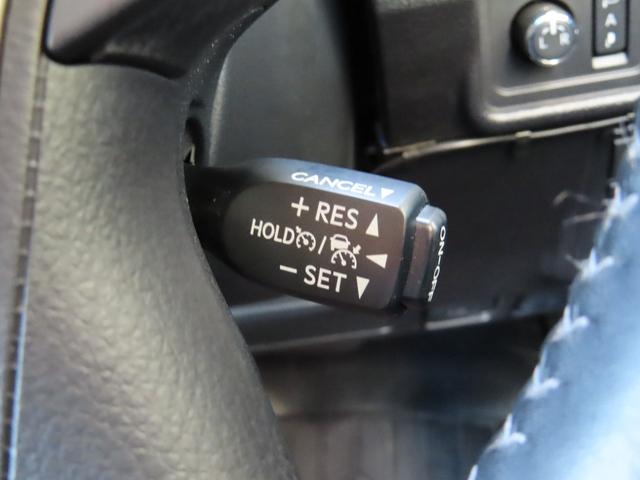 L R
CANCEL ▼
+ RES ▲
HOLD / ◄
− SET ▼
ON-OFF